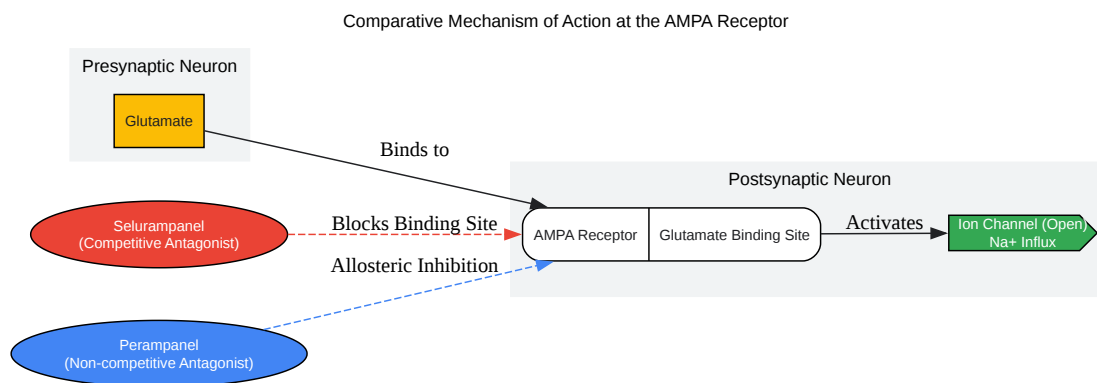 Comparative Mechanism of Action at the AMPA Receptor
Presynaptic Neuron
Glutamate
Binds to
Postsynaptic Neuron
Selurampanel
(Competitive Antagonist)
Blocks Binding Site
AMPA Receptor
Glutamate Binding Site
Activates
Ion Channel (Open)
Na+ Influx
Allosteric Inhibition
Perampanel
(Non-competitive Antagonist)